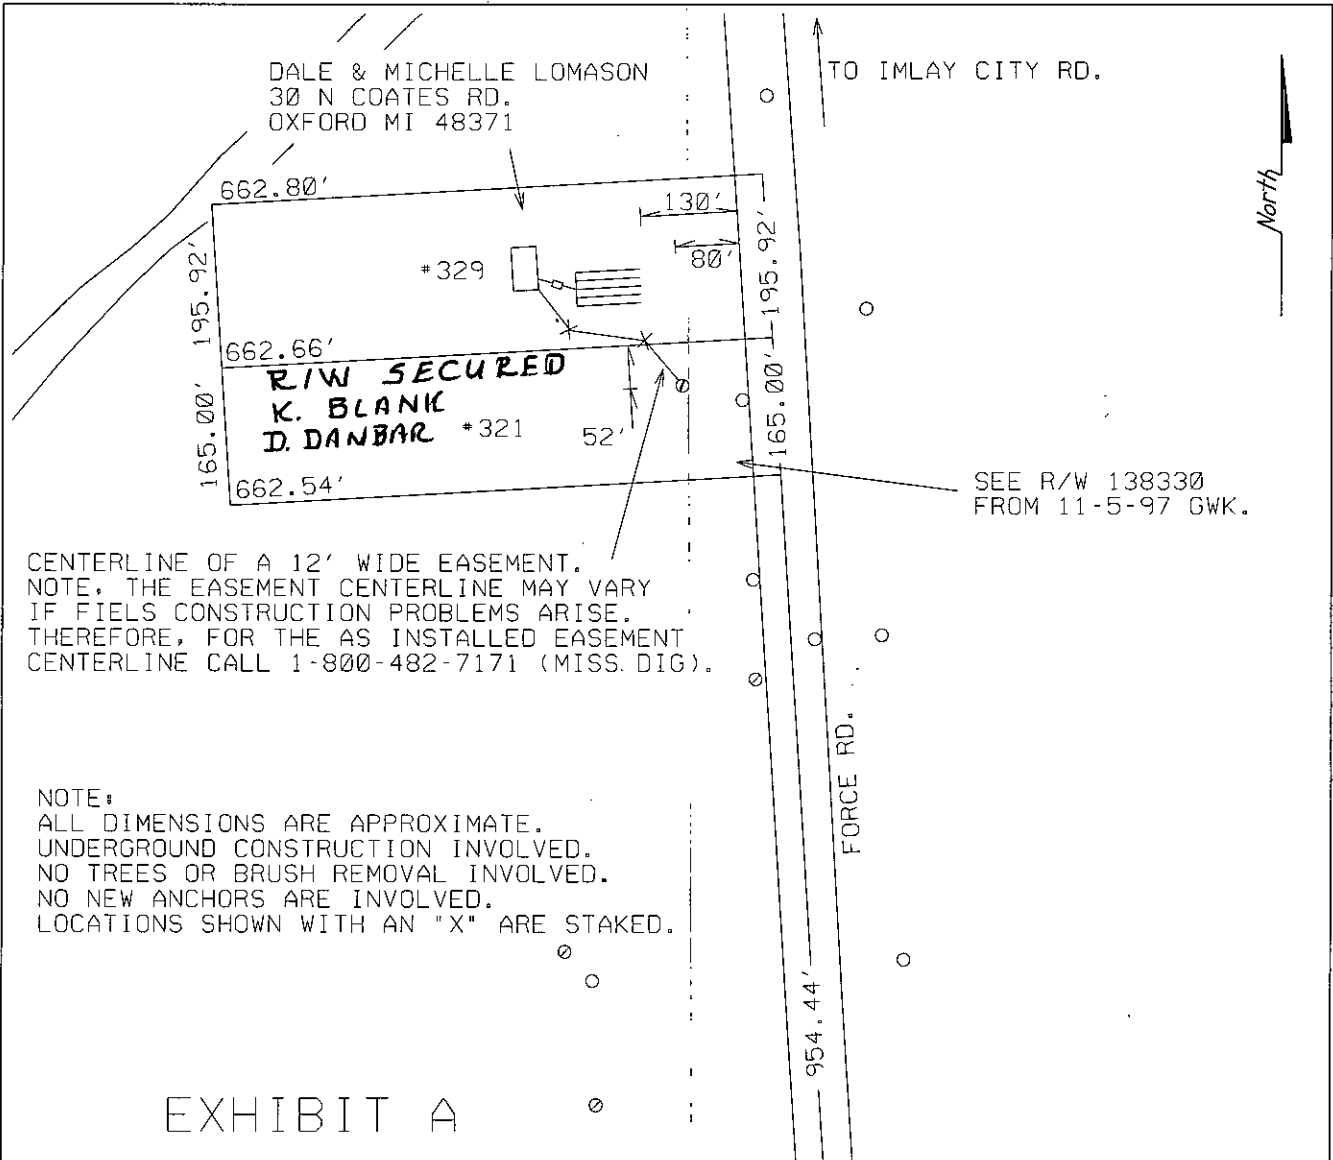 DALE & MICHELLE LOMASON
30 N COATES RD.
OXFORD MI 48371
TO IMLAY CITY RD.
North
662.80'
130'
80'
195.92'
195.92'
#329
662.66'
R/W SECURED
K. BLANK
D. DANBAR
#321
52'
165.00'
165.00'
662.54'
SEE R/W 138330
FROM 11-5-97 GWK.
CENTERLINE OF A 12' WIDE EASEMENT.
NOTE, THE EASEMENT CENTERLINE MAY VARY
IF FIELS CONSTRUCTION PROBLEMS ARISE.
THEREFORE, FOR THE AS INSTALLED EASEMENT
CENTERLINE CALL 1-800-482-7171 (MISS DIG).
FORCE RD.
NOTE:
ALL DIMENSIONS ARE APPROXIMATE.
UNDERGROUND CONSTRUCTION INVOLVED.
NO TREES OR BRUSH REMOVAL INVOLVED.
NO NEW ANCHORS ARE INVOLVED.
LOCATIONS SHOWN WITH AN "X" ARE STAKED.
954.44'
EXHIBIT A